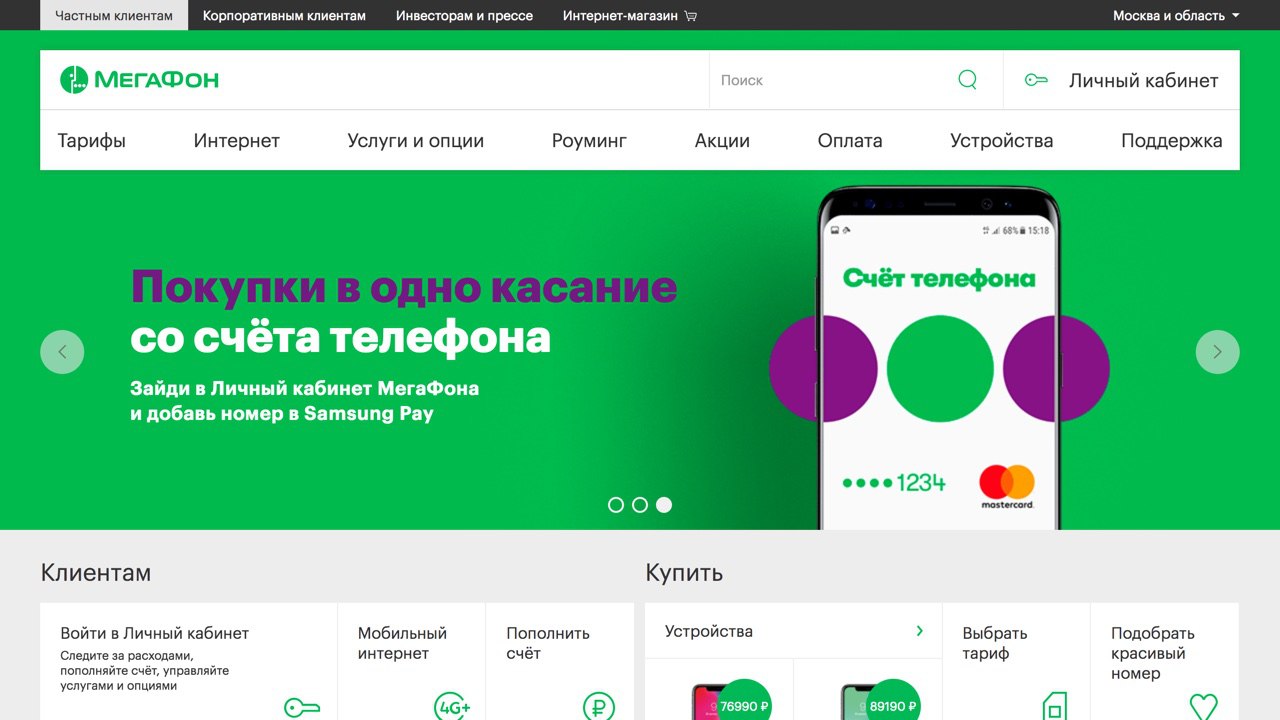 Частным клиентам
Корпоративным клиентам
Инвесторам и прессе
Интернет-магазин
Москва и область
МегаФон
Поиск
Личный кабинет
Тарифы
Интернет
Услуги и опции
Роуминг
Акции
Оплата
Устройства
Поддержка
Покупки в одно касание
со счёта телефона
Зайди в Личный кабинет МегаФона
и добавь номер в Samsung Pay
68% 15:18
Счёт телефона
1234
mastercard.
Клиентам
Войти в Личный кабинет
Следите за расходами,
пополняйте счёт, управляйте
услугами и опциями
Мобильный
интернет
4G+
Пополнить
счёт
₽
Купить
Устройства
76990 ₽
89190 ₽
Выбрать
тариф
Подобрать
красивый
номер